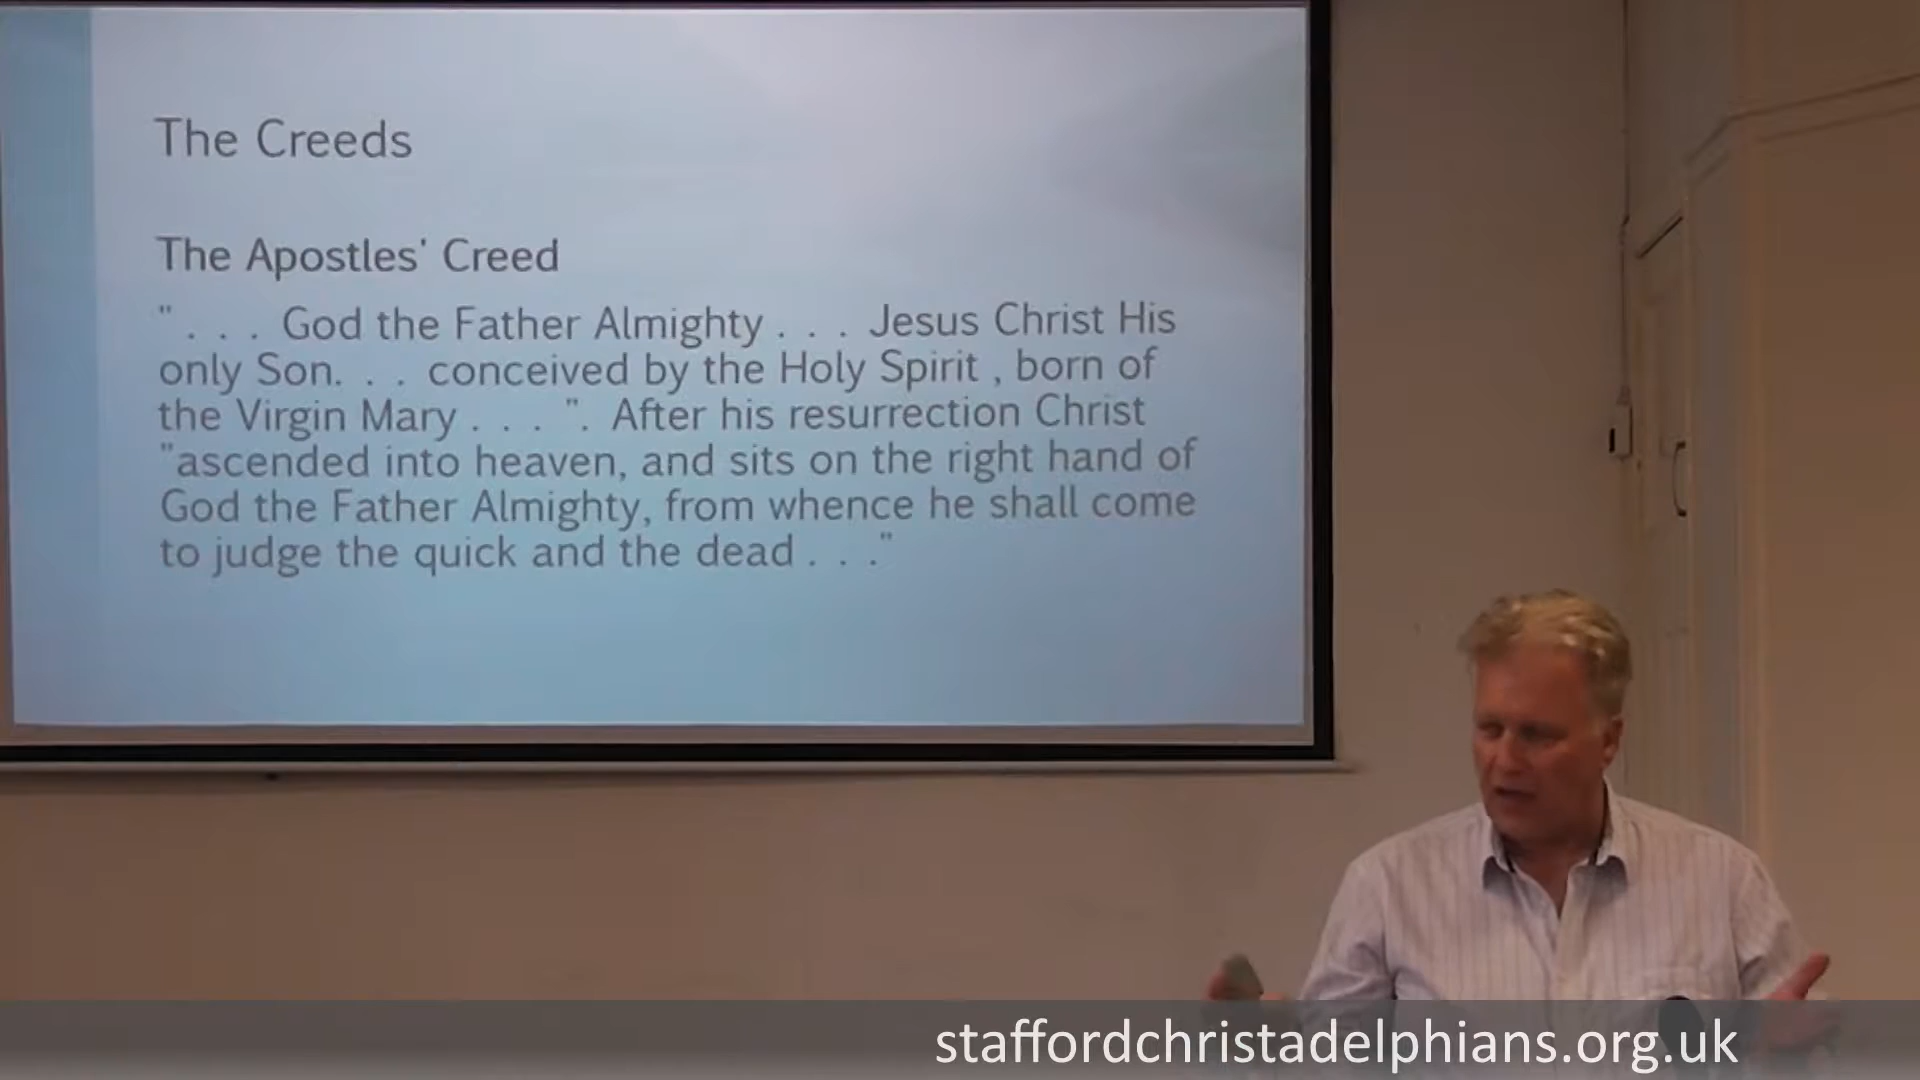 The Creeds
The Apostles' Creed
" . . . God the Father Almighty . . . Jesus Christ His
only Son. . . conceived by the Holy Spirit , born of
the Virgin Mary . . . ". After his resurrection Christ
"ascended into heaven, and sits on the right hand of
God the Father Almighty, from whence he shall come
to judge the quick and the dead . . ."
staffordchristadelphians.org.uk